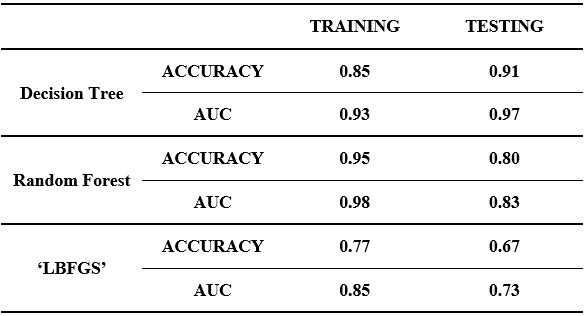 TRAINING TESTING
ACCURACY 0.85 0.91
Decision Tree
AUC 0.93 0.97
ACCURACY 0.95 0.80
Random Forest
AUC 0.98 0.83
ACCURACY 0.77 0.67
‘LBFGS’
AUC 0.85 0.73